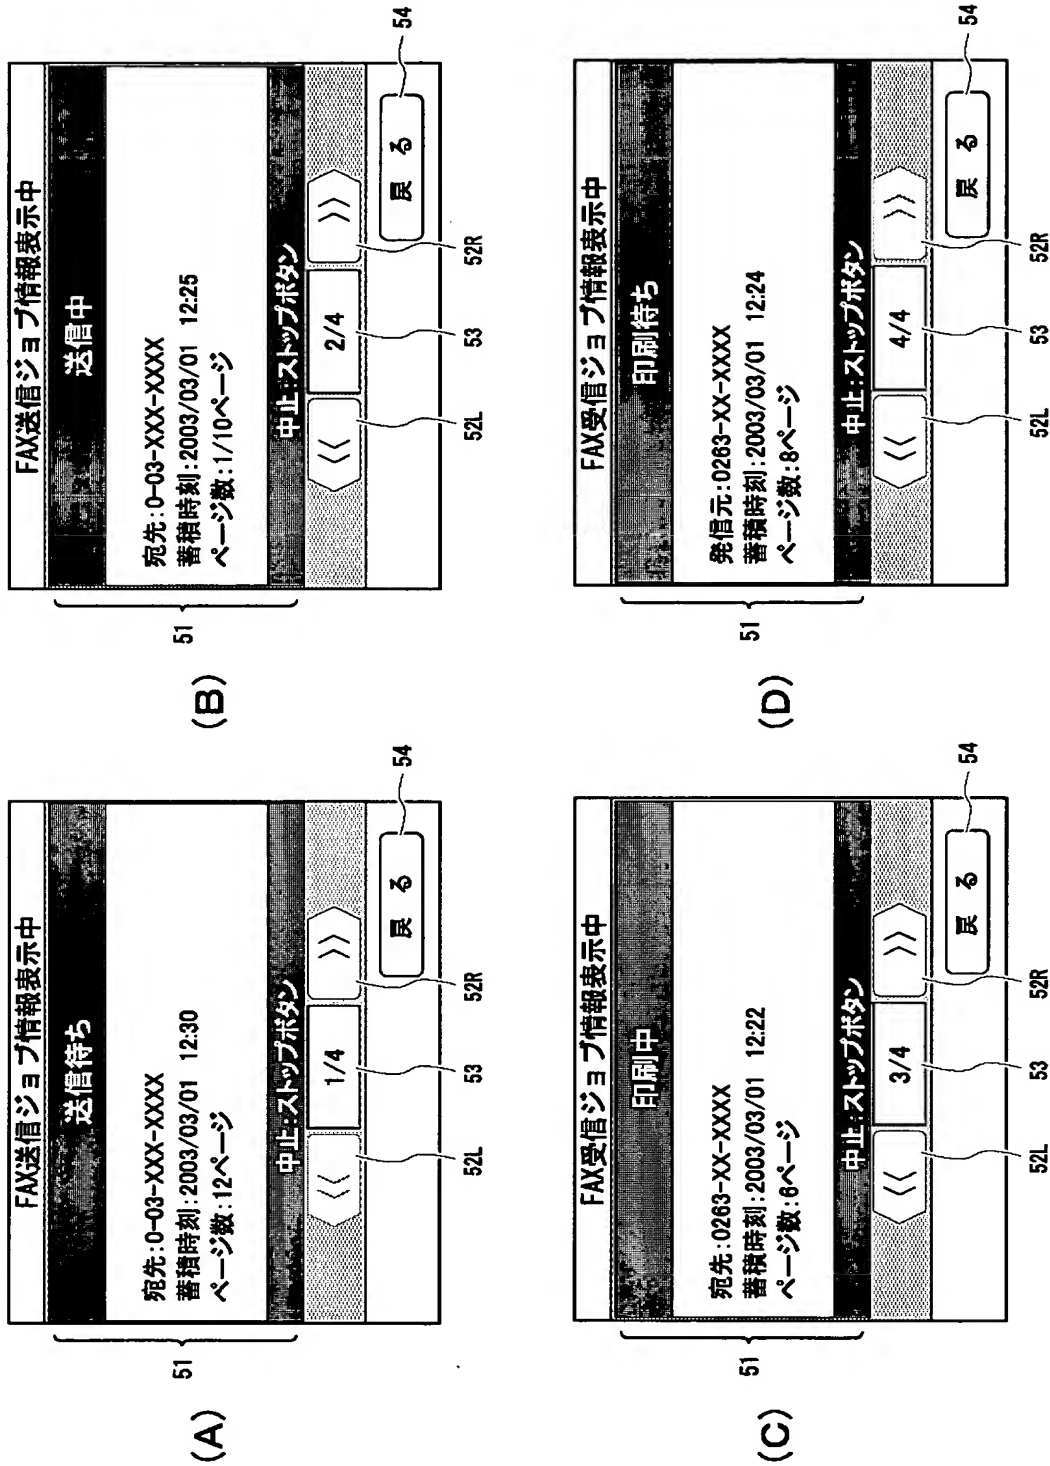 (A)
FAX送信ジョブ情報表示中
送信待ち
宛先:0-03-XXX-XXXX
蓄積時刻:2003/03/01 12:30
ページ数:12ページ
中止:ストップボタン
1/4
戻る
51
52L
53
52R
54
(B)
FAX送信ジョブ情報表示中
送信中
宛先:0-03-XXX-XXXX
蓄積時刻:2003/03/01 12:25
ページ数:1/10ページ
中止:ストップボタン
2/4
戻る
51
52L
53
52R
54
(C)
FAX受信ジョブ情報表示中
印刷中
宛先:0263-XX-XXXX
蓄積時刻:2003/03/01 12:22
ページ数:6ページ
中止:ストップボタン
3/4
戻る
51
52L
53
52R
54
(D)
FAX受信ジョブ情報表示中
印刷待ち
発信元:0263-XX-XXXX
蓄積時刻:2003/03/01 12:24
ページ数:8ページ
中止:ストップボタン
4/4
戻る
51
52L
53
52R
54